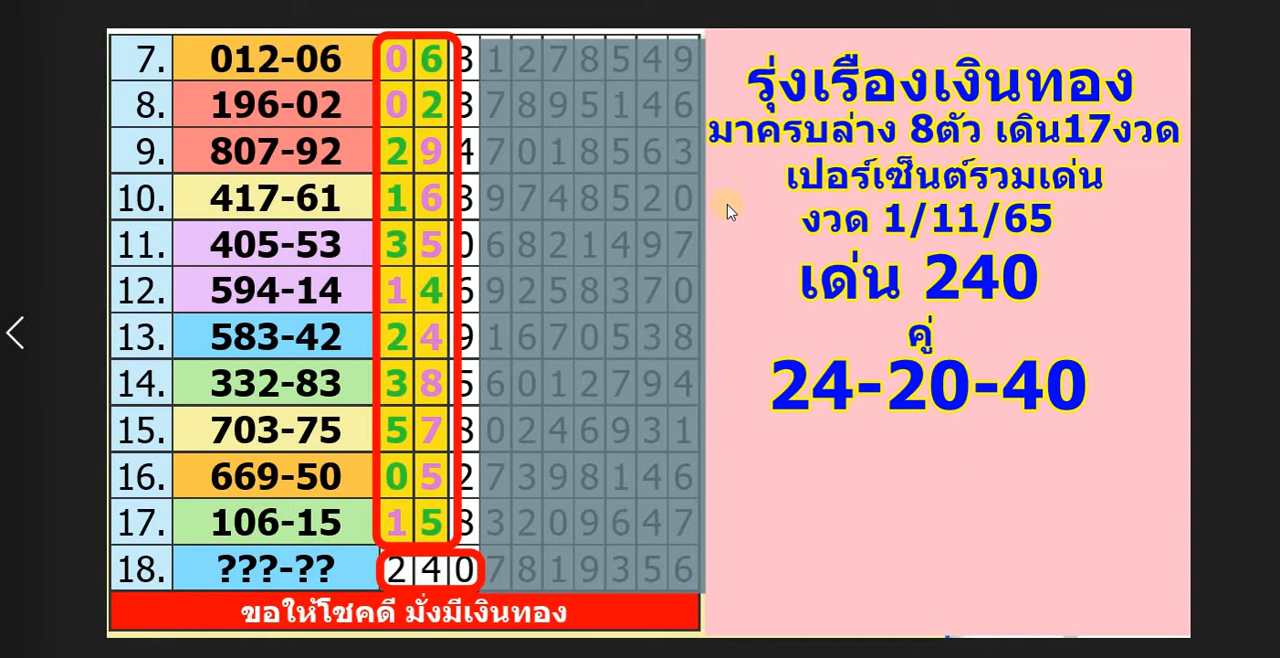 7. 012-06 0 6 3 1 2 7 8 5 4 9
8. 196-02 0 2 3 7 8 9 5 1 4 6
9. 807-92 2 9 4 7 0 1 8 5 6 3
10. 417-61 1 6 3 9 7 4 8 5 2 0
11. 405-53 3 5 0 6 8 2 1 4 9 7
12. 594-14 1 4 6 9 2 5 8 3 7 0
13. 583-42 2 4 9 1 6 7 0 5 3 8
14. 332-83 3 8 5 6 0 1 2 7 9 4
15. 703-75 5 7 8 0 2 4 6 9 3 1
16. 669-50 0 5 2 7 3 9 8 1 4 6
17. 106-15 1 5 8 3 2 0 9 6 4 7
18. ???-?? 2 4 0 7 8 1 9 3 5 6
ขอให้โชคดี มั่งมีเงินทอง
รุ่งเรืองเงินทอง
มาครบล่าง 8ตัว เดิน17งวด
เปอร์เซ็นต์รวมเด่น
งวด 1/11/65
เด่น 240
คู่
24-20-40